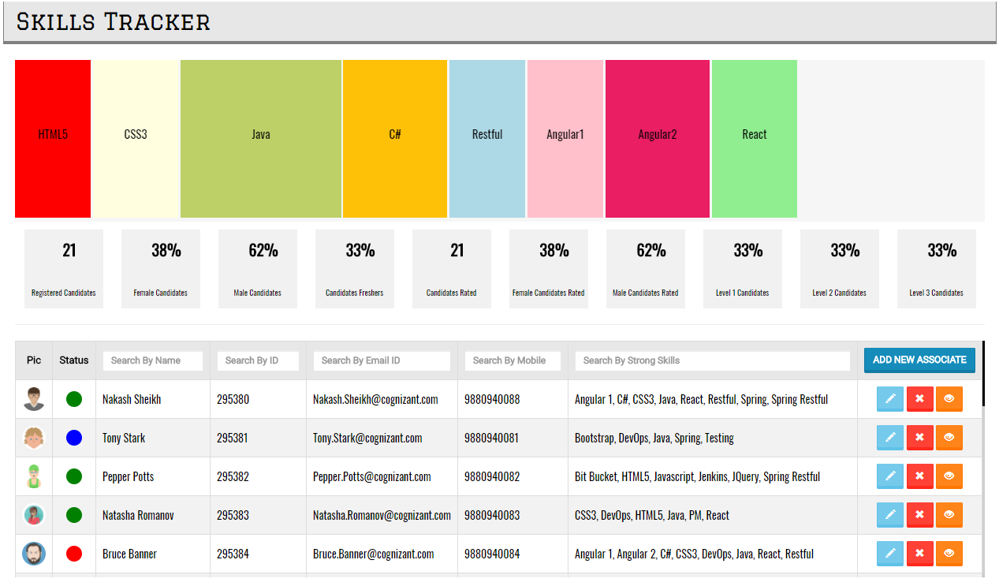 Skills Tracker
HTML5 CSS3 Java C# Restful Angular1 Angular2 React
21 38% 62% 33% 21 38% 62% 33% 33% 33%
Registered Candidates Female Candidates Male Candidates Candidates Freshers Candidates Rated Female Candidates Rated Male Candidates Rated Level 1 Candidates Level 2 Candidates Level 3 Candidates
Pic Status Search By Name Search By ID Search By Email ID Search By Mobile Search By Strong Skills ADD NEW ASSOCIATE
Nakash Sheikh 295380 Nakash.Sheikh@cognizant.com 9880940088 Angular 1, C#, CSS3, Java, React, Restful, Spring, Spring Restful
Tony Stark 295381 Tony.Stark@cognizant.com 9880940081 Bootstrap, DevOps, Java, Spring, Testing
Pepper Potts 295382 Pepper.Potts@cognizant.com 9880940082 Bit Bucket, HTML5, Javascript, Jenkins, JQuery, Spring Restful
Natasha Romanov 295383 Natasha.Romanov@cognizant.com 9880940083 CSS3, DevOps, HTML5, Java, PM, React
Bruce Banner 295384 Bruce.Banner@cognizant.com 9880940084 Angular 1, Angular 2, C#, CSS3, DevOps, Java, React, Restful